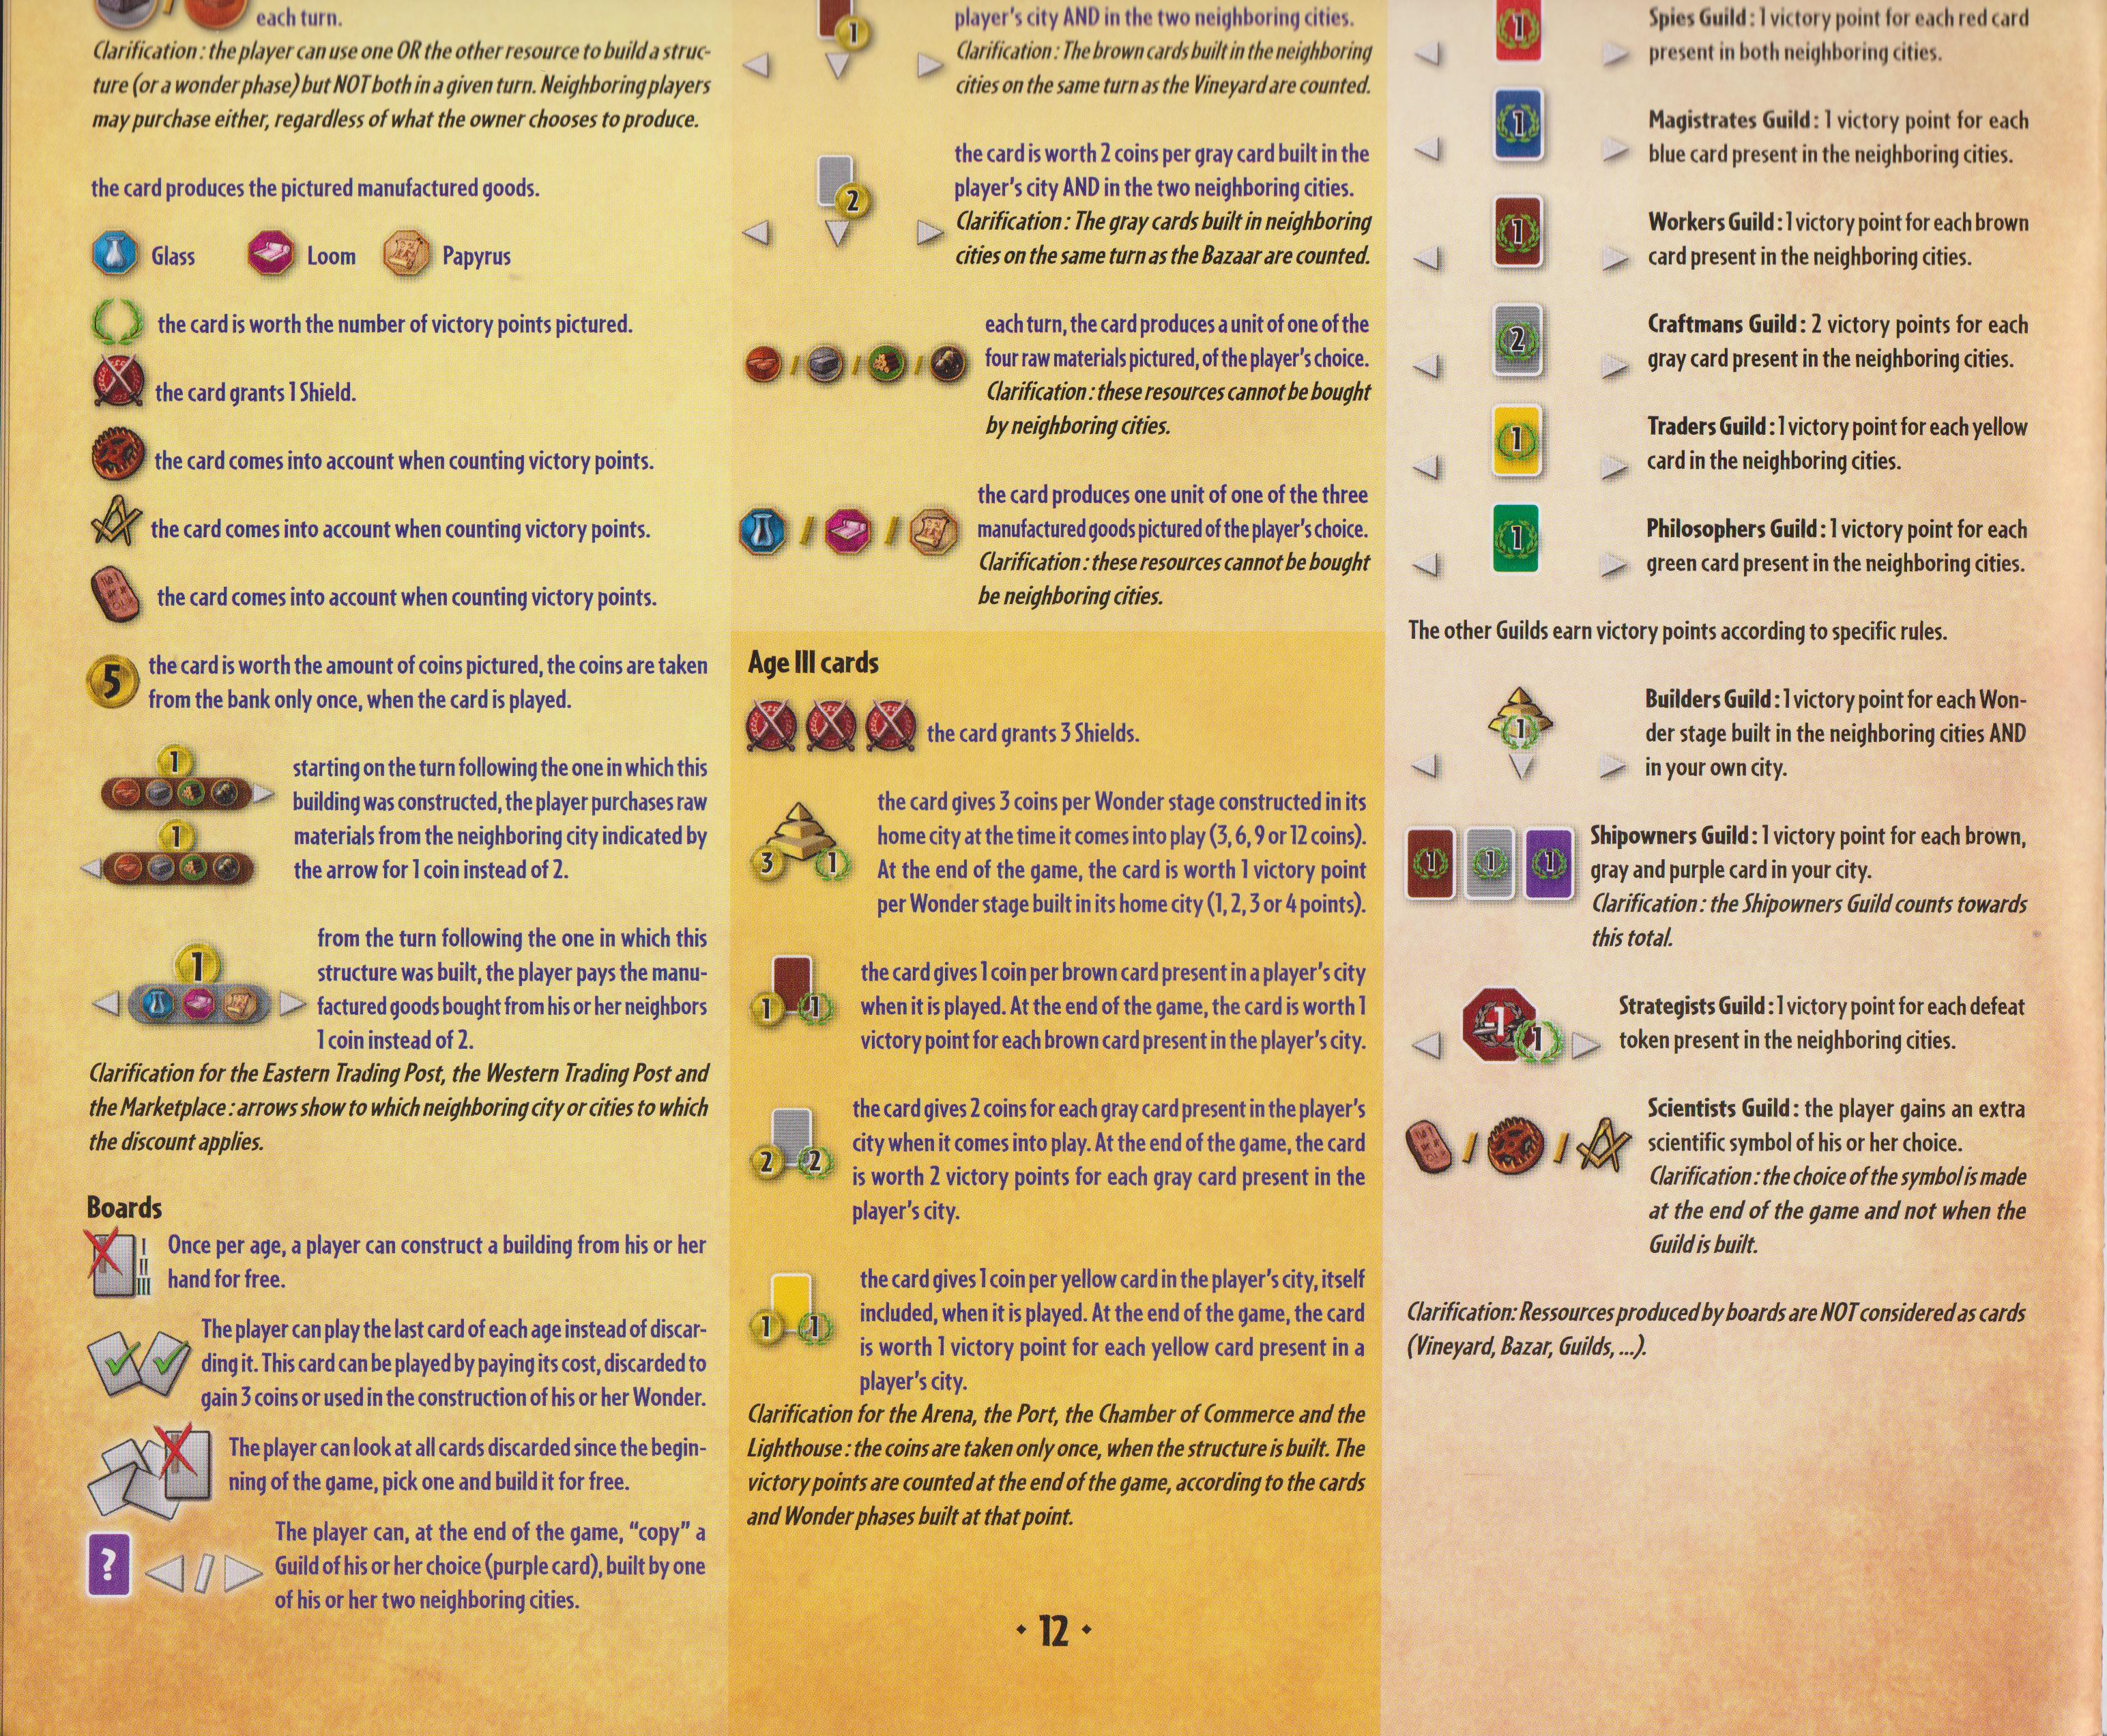 each turn.
Clarification : the player can use one OR the other resource to build a struc-
ture (or a wonder phase) but NOT both in a given turn. Neighboring players
may purchase either, regardless of what the owner chooses to produce.
the card produces the pictured manufactured goods.
Glass Loom Papyrus
the card is worth the number of victory points pictured.
the card grants 1 Shield.
the card comes into account when counting victory points.
the card comes into account when counting victory points.
the card comes into account when counting victory points.
5
the card is worth the amount of coins pictured, the coins are taken
from the bank only once, when the card is played.
1
1
starting on the turn following the one in which this
building was constructed, the player purchases raw
materials from the neighboring city indicated by
the arrow for 1 coin instead of 2.
1
from the turn following the one in which this
structure was built, the player pays the manu-
factured goods bought from his or her neighbors
1 coin instead of 2.
Clarification for the Eastern Trading Post, the Western Trading Post and
the Marketplace : arrows show to which neighboring city or cities to which
the discount applies.
Boards
I
II
III
Once per age, a player can construct a building from his or her
hand for free.
The player can play the last card of each age instead of discar-
ding it. This card can be played by paying its cost, discarded to
gain 3 coins or used in the construction of his or her Wonder.
The player can look at all cards discarded since the begin-
ning of the game, pick one and build it for free.
?
The player can, at the end of the game, “copy” a
Guild of his or her choice (purple card), built by one
of his or her two neighboring cities.
1
player’s city AND in the two neighboring cities.
Clarification : The brown cards built in the neighboring
cities on the same turn as the Vineyard are counted.
2
the card is worth 2 coins per gray card built in the
player’s city AND in the two neighboring cities.
Clarification : The gray cards built in neighboring
cities on the same turn as the Bazaar are counted.
each turn, the card produces a unit of one of the
four raw materials pictured, of the player’s choice.
Clarification : these resources cannot be bought
by neighboring cities.
the card produces one unit of one of the three
manufactured goods pictured of the player’s choice.
Clarification : these resources cannot be bought
be neighboring cities.
Age III cards
the card grants 3 Shields.
3 1
the card gives 3 coins per Wonder stage constructed in its
home city at the time it comes into play (3, 6, 9 or 12 coins).
At the end of the game, the card is worth 1 victory point
per Wonder stage built in its home city (1, 2, 3 or 4 points).
1 1
the card gives 1 coin per brown card present in a player’s city
when it is played. At the end of the game, the card is worth 1
victory point for each brown card present in the player’s city.
2 2
the card gives 2 coins for each gray card present in the player’s
city when it comes into play. At the end of the game, the card
is worth 2 victory points for each gray card present in the
player’s city.
1 1
the card gives 1 coin per yellow card in the player’s city, itself
included, when it is played. At the end of the game, the card
is worth 1 victory point for each yellow card present in a
player’s city.
Clarification for the Arena, the Port, the Chamber of Commerce and the
Lighthouse : the coins are taken only once, when the structure is built. The
victory points are counted at the end of the game, according to the cards
and Wonder phases built at that point.
• 12 •
1
Spies Guild : 1 victory point for each red card
present in both neighboring cities.
1
Magistrates Guild : 1 victory point for each
blue card present in the neighboring cities.
1
Workers Guild : 1 victory point for each brown
card present in the neighboring cities.
2
Craftmans Guild : 2 victory points for each
gray card present in the neighboring cities.
1
Traders Guild : 1 victory point for each yellow
card in the neighboring cities.
1
Philosophers Guild : 1 victory point for each
green card present in the neighboring cities.
The other Guilds earn victory points according to specific rules.
1
Builders Guild : 1 victory point for each Won-
der stage built in the neighboring cities AND
in your own city.
1 1 1
Shipowners Guild : 1 victory point for each brown,
gray and purple card in your city.
Clarification : the Shipowners Guild counts towards
this total.
-1 1
Strategists Guild : 1 victory point for each defeat
token present in the neighboring cities.
Scientists Guild : the player gains an extra
scientific symbol of his or her choice.
Clarification : the choice of the symbol is made
at the end of the game and not when the
Guild is built.
Clarification: Ressources produced by boards are NOT considered as cards
(Vineyard, Bazar, Guilds, ...).